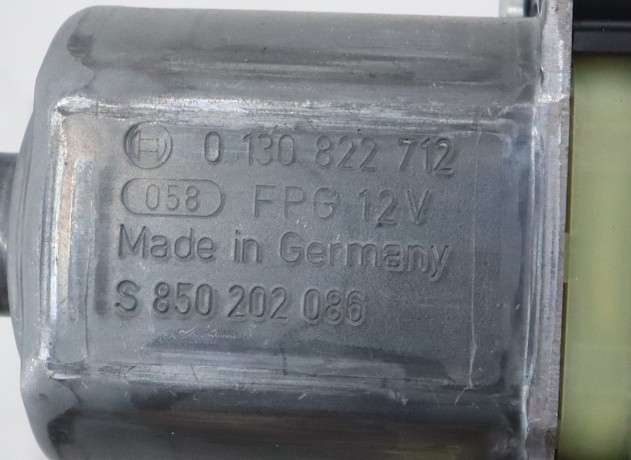 0 130 822 712
058 FPG 12V
Made in Germany
S 850 202 086